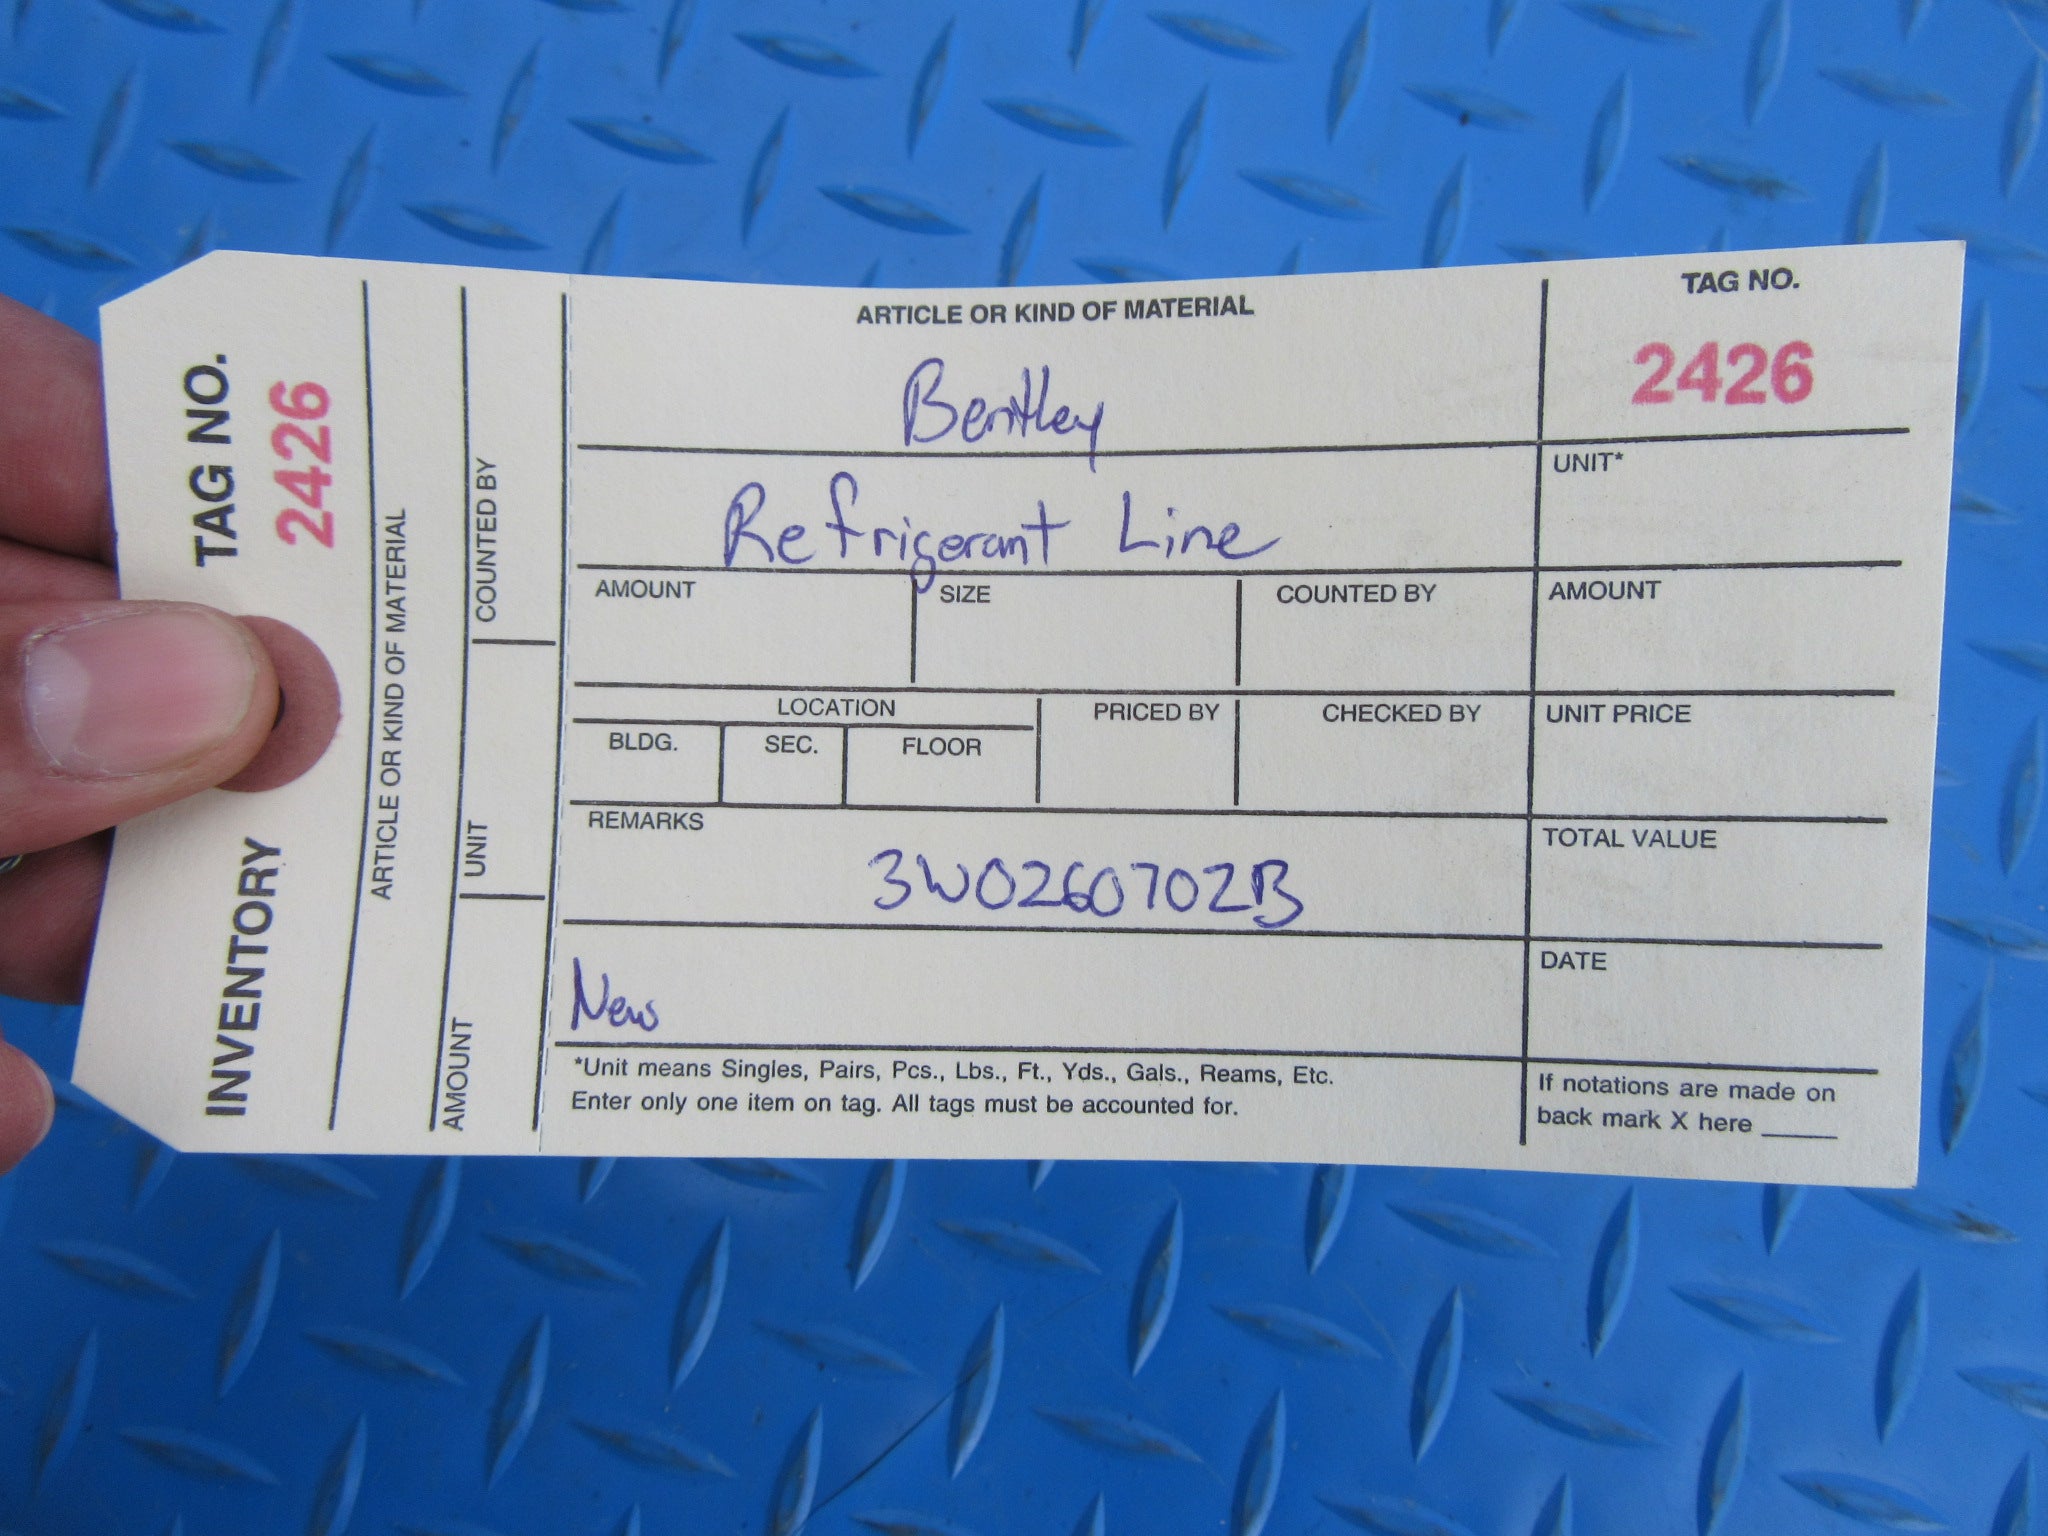 TAG NO.
2426
INVENTORY
ARTICLE OR KIND OF MATERIAL
COUNTED BY
UNIT
AMOUNT
ARTICLE OR KIND OF MATERIAL
Bentley
Refrigerant Line
TAG NO.
2426
UNIT*
AMOUNT
SIZE
COUNTED BY
AMOUNT
LOCATION
BLDG.
SEC.
FLOOR
PRICED BY
CHECKED BY
UNIT PRICE
REMARKS
3W0260702B
TOTAL VALUE
New
DATE
*Unit means Singles, Pairs, Pcs., Lbs., Ft., Yds., Gals., Reams, Etc.
Enter only one item on tag. All tags must be accounted for.
If notations are made on
back mark X here _____